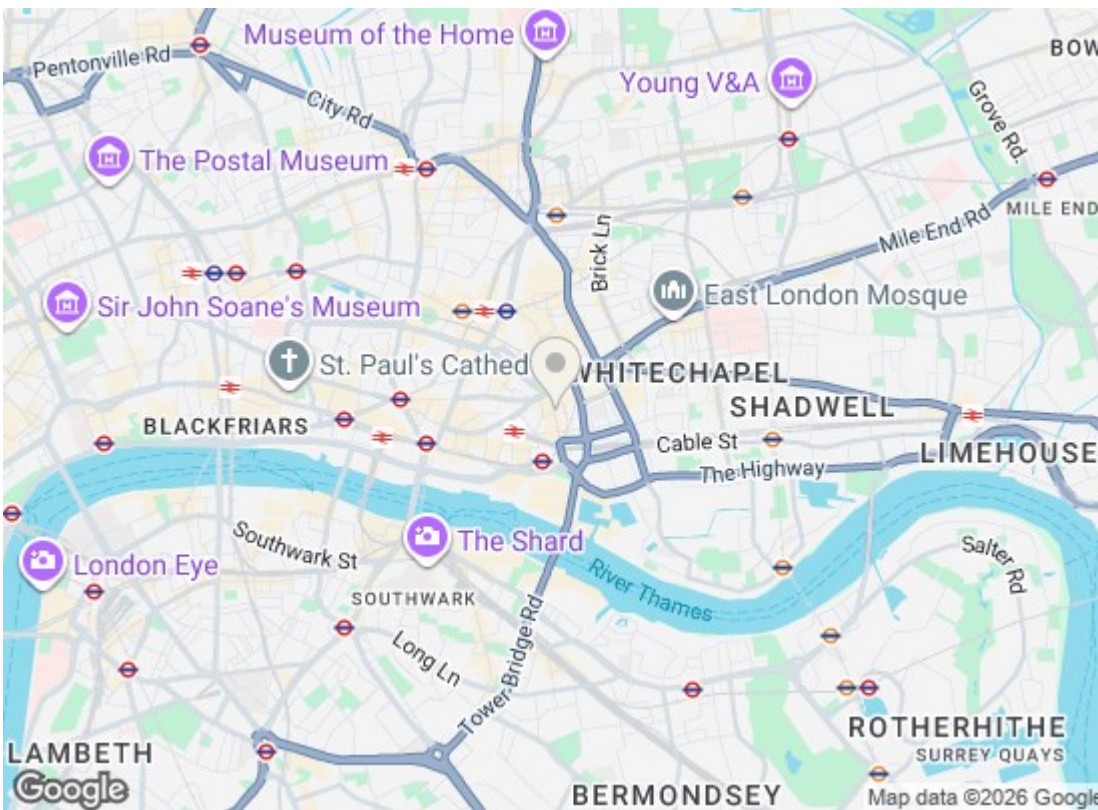 Museum of the Home
Pentonville Rd
City Rd
Young V&A
BOW
Grove Rd.
The Postal Museum
MILE END
Brick Ln
Mile End Rd
Sir John Soane's Museum
East London Mosque
St. Paul's Cathed
WHITECHAPEL
SHADWELL
BLACKFRIARS
Cable St
LIMEHOUSE
The Highway
Southwark St
The Shard
London Eye
River Thames
Salter Rd
SOUTHWARK
Long Ln
Tower Bridge Rd
ROTHERHITHE
SURREY QUAYS
LAMBETH
Google
BERMONDSEY
Map data ©2026 Google